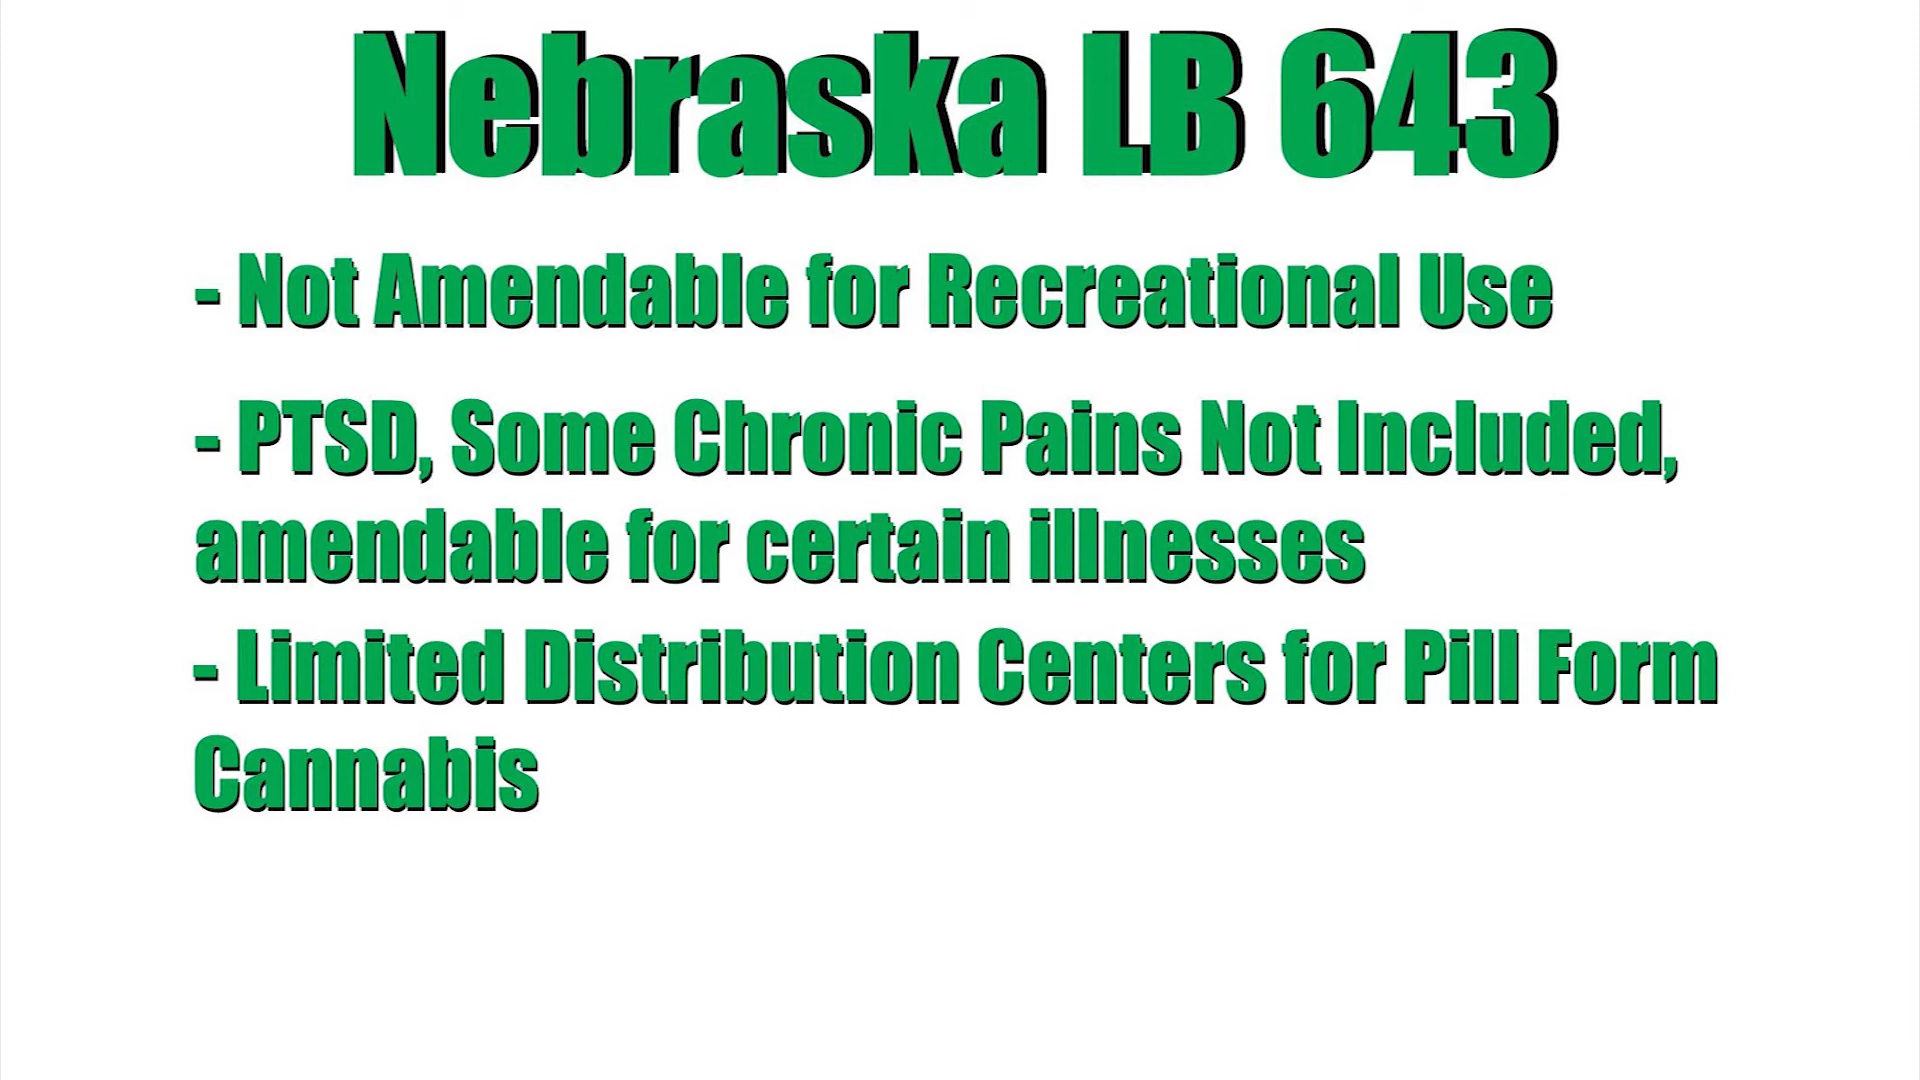 Nebraska LB 643
- Not Amendable for Recreational Use
- PTSD, Some Chronic Pains Not Included,
amendable for certain illnesses
- Limited Distribution Centers for Pill Form
Cannabis